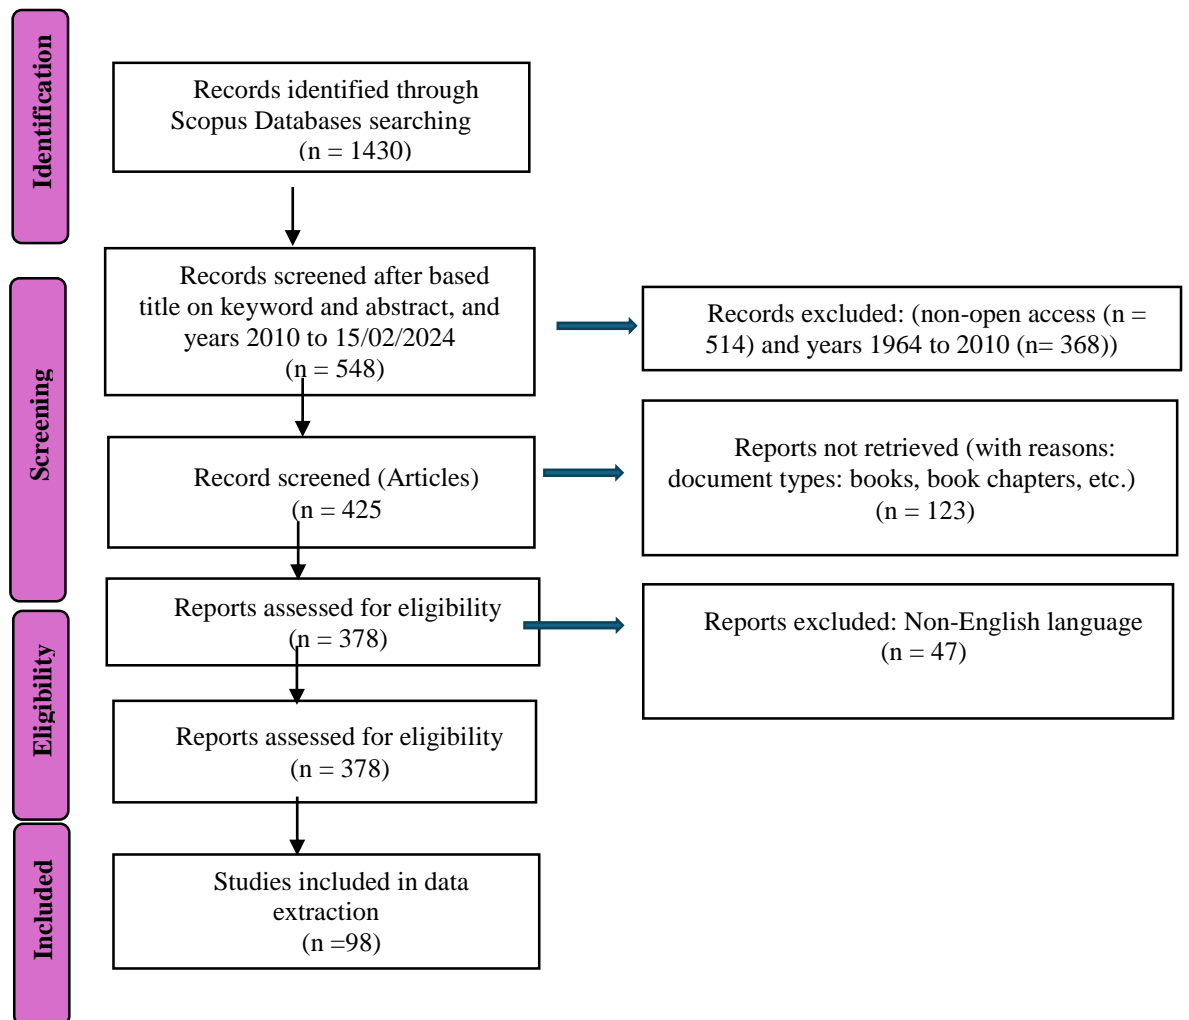 Identification
Records identified through
Scopus Databases searching
(n = 1430)
Screening
Records screened after based
title on keyword and abstract, and
years 2010 to 15/02/2024
(n = 548)
Records excluded: (non-open access (n =
514) and years 1964 to 2010 (n= 368))
Record screened (Articles)
(n = 425
Reports not retrieved (with reasons:
document types: books, book chapters, etc.)
(n = 123)
Reports assessed for eligibility
(n = 378)
Reports excluded: Non-English language
(n = 47)
Eligibility
Reports assessed for eligibility
(n = 378)
Included
Studies included in data
extraction
(n =98)